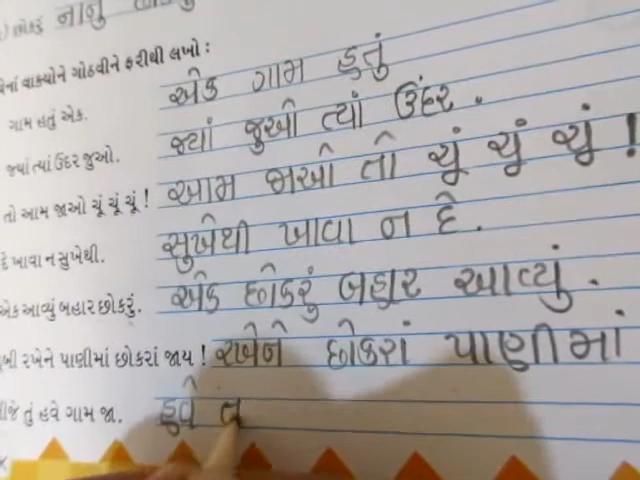 છોકરું નાનું
વાક્યોને ગોઠવીને ફરીથી લખો :
ગામ હતું એક. એક ગામ હતું
જ્યાં ત્યાં ઉંદર જુઓ. જ્યાં જુઓ ત્યાં ઉંદર .
તો આમ જાઓ ચૂં ચૂં ચૂં ! આમ જાઓ તો ચૂં ચૂં ચૂં !
દે ખાવા ન સુખેથી. સુખેથી ખાવા ન દે .
એક આવ્યું બહાર છોકરું. એક છોકરું બહાર આવ્યું .
રખેને પાણીમાં છોકરાં જાય ! રખેને છોકરાં પાણીમાં
તું હવે ગામ જા. હવે ત